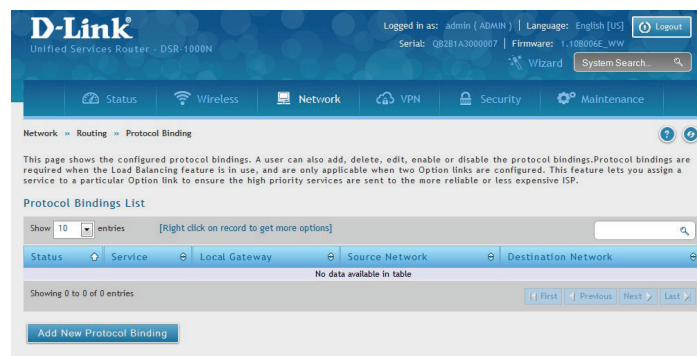 D-Link
Unified Services Router - DSR-1000N
Logged in as: admin ( ADMIN ) | Language: English [US]
Logout
Serial: QB2B1A3000007 | Firmware: 1.10B006E_WW
Wizard
System Search...
Status
Wireless
Network
VPN
Security
Maintenance
Network » Routing » Protocol Binding
This page shows the configured protocol bindings. A user can also add, delete, edit, enable or disable the protocol bindings.Protocol bindings are
required when the Load Balancing feature is in use, and are only applicable when two Option links are configured. This feature lets you assign a
service to a particular Option link to ensure the high priority services are sent to the more reliable or less expensive ISP.
Protocol Bindings List
Show 10 entries [Right click on record to get more options]
Status Service Local Gateway Source Network Destination Network
No data available in table
Showing 0 to 0 of 0 entries
First Previous Next Last
Add New Protocol Binding